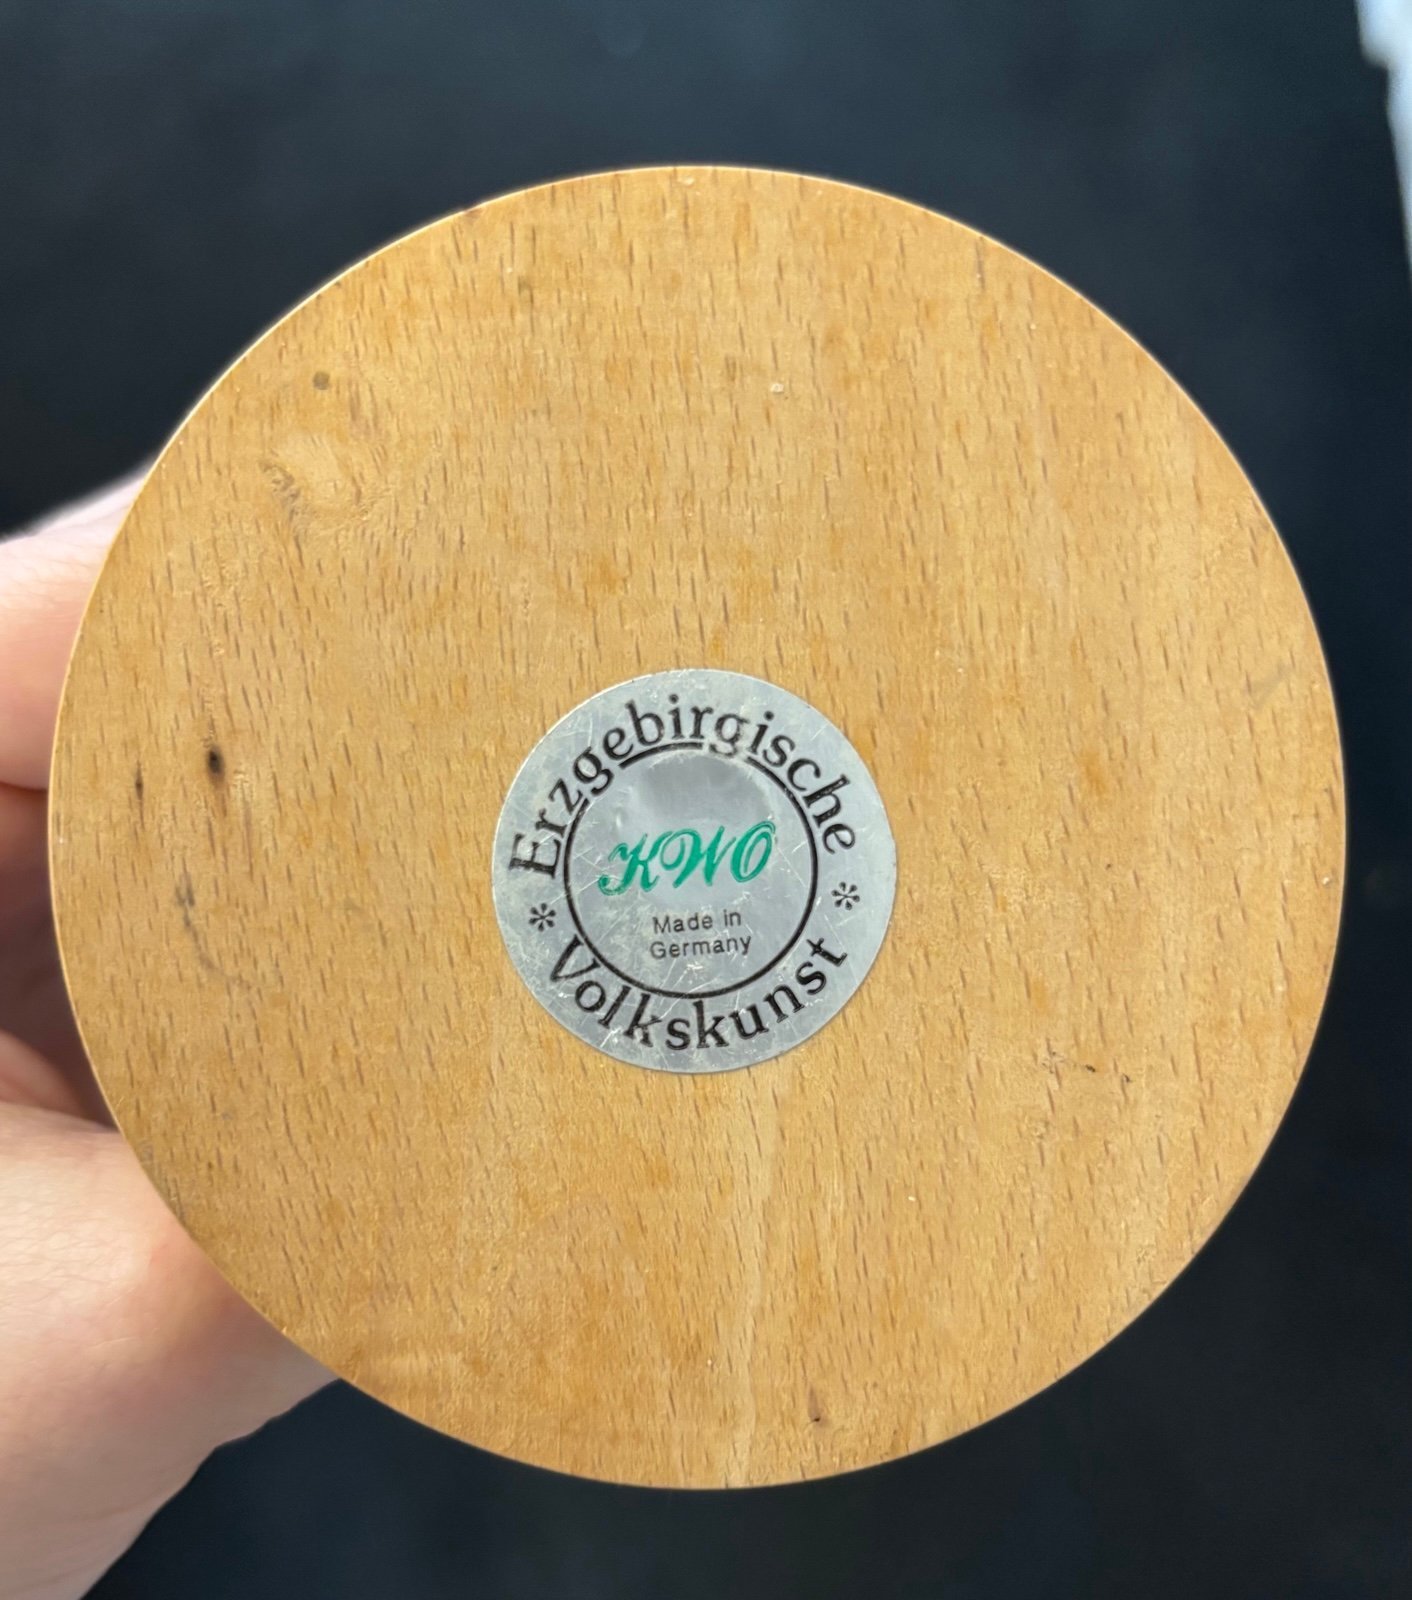 Erzgebirgische
KWO
Made in
Germany
* Volkskunst *